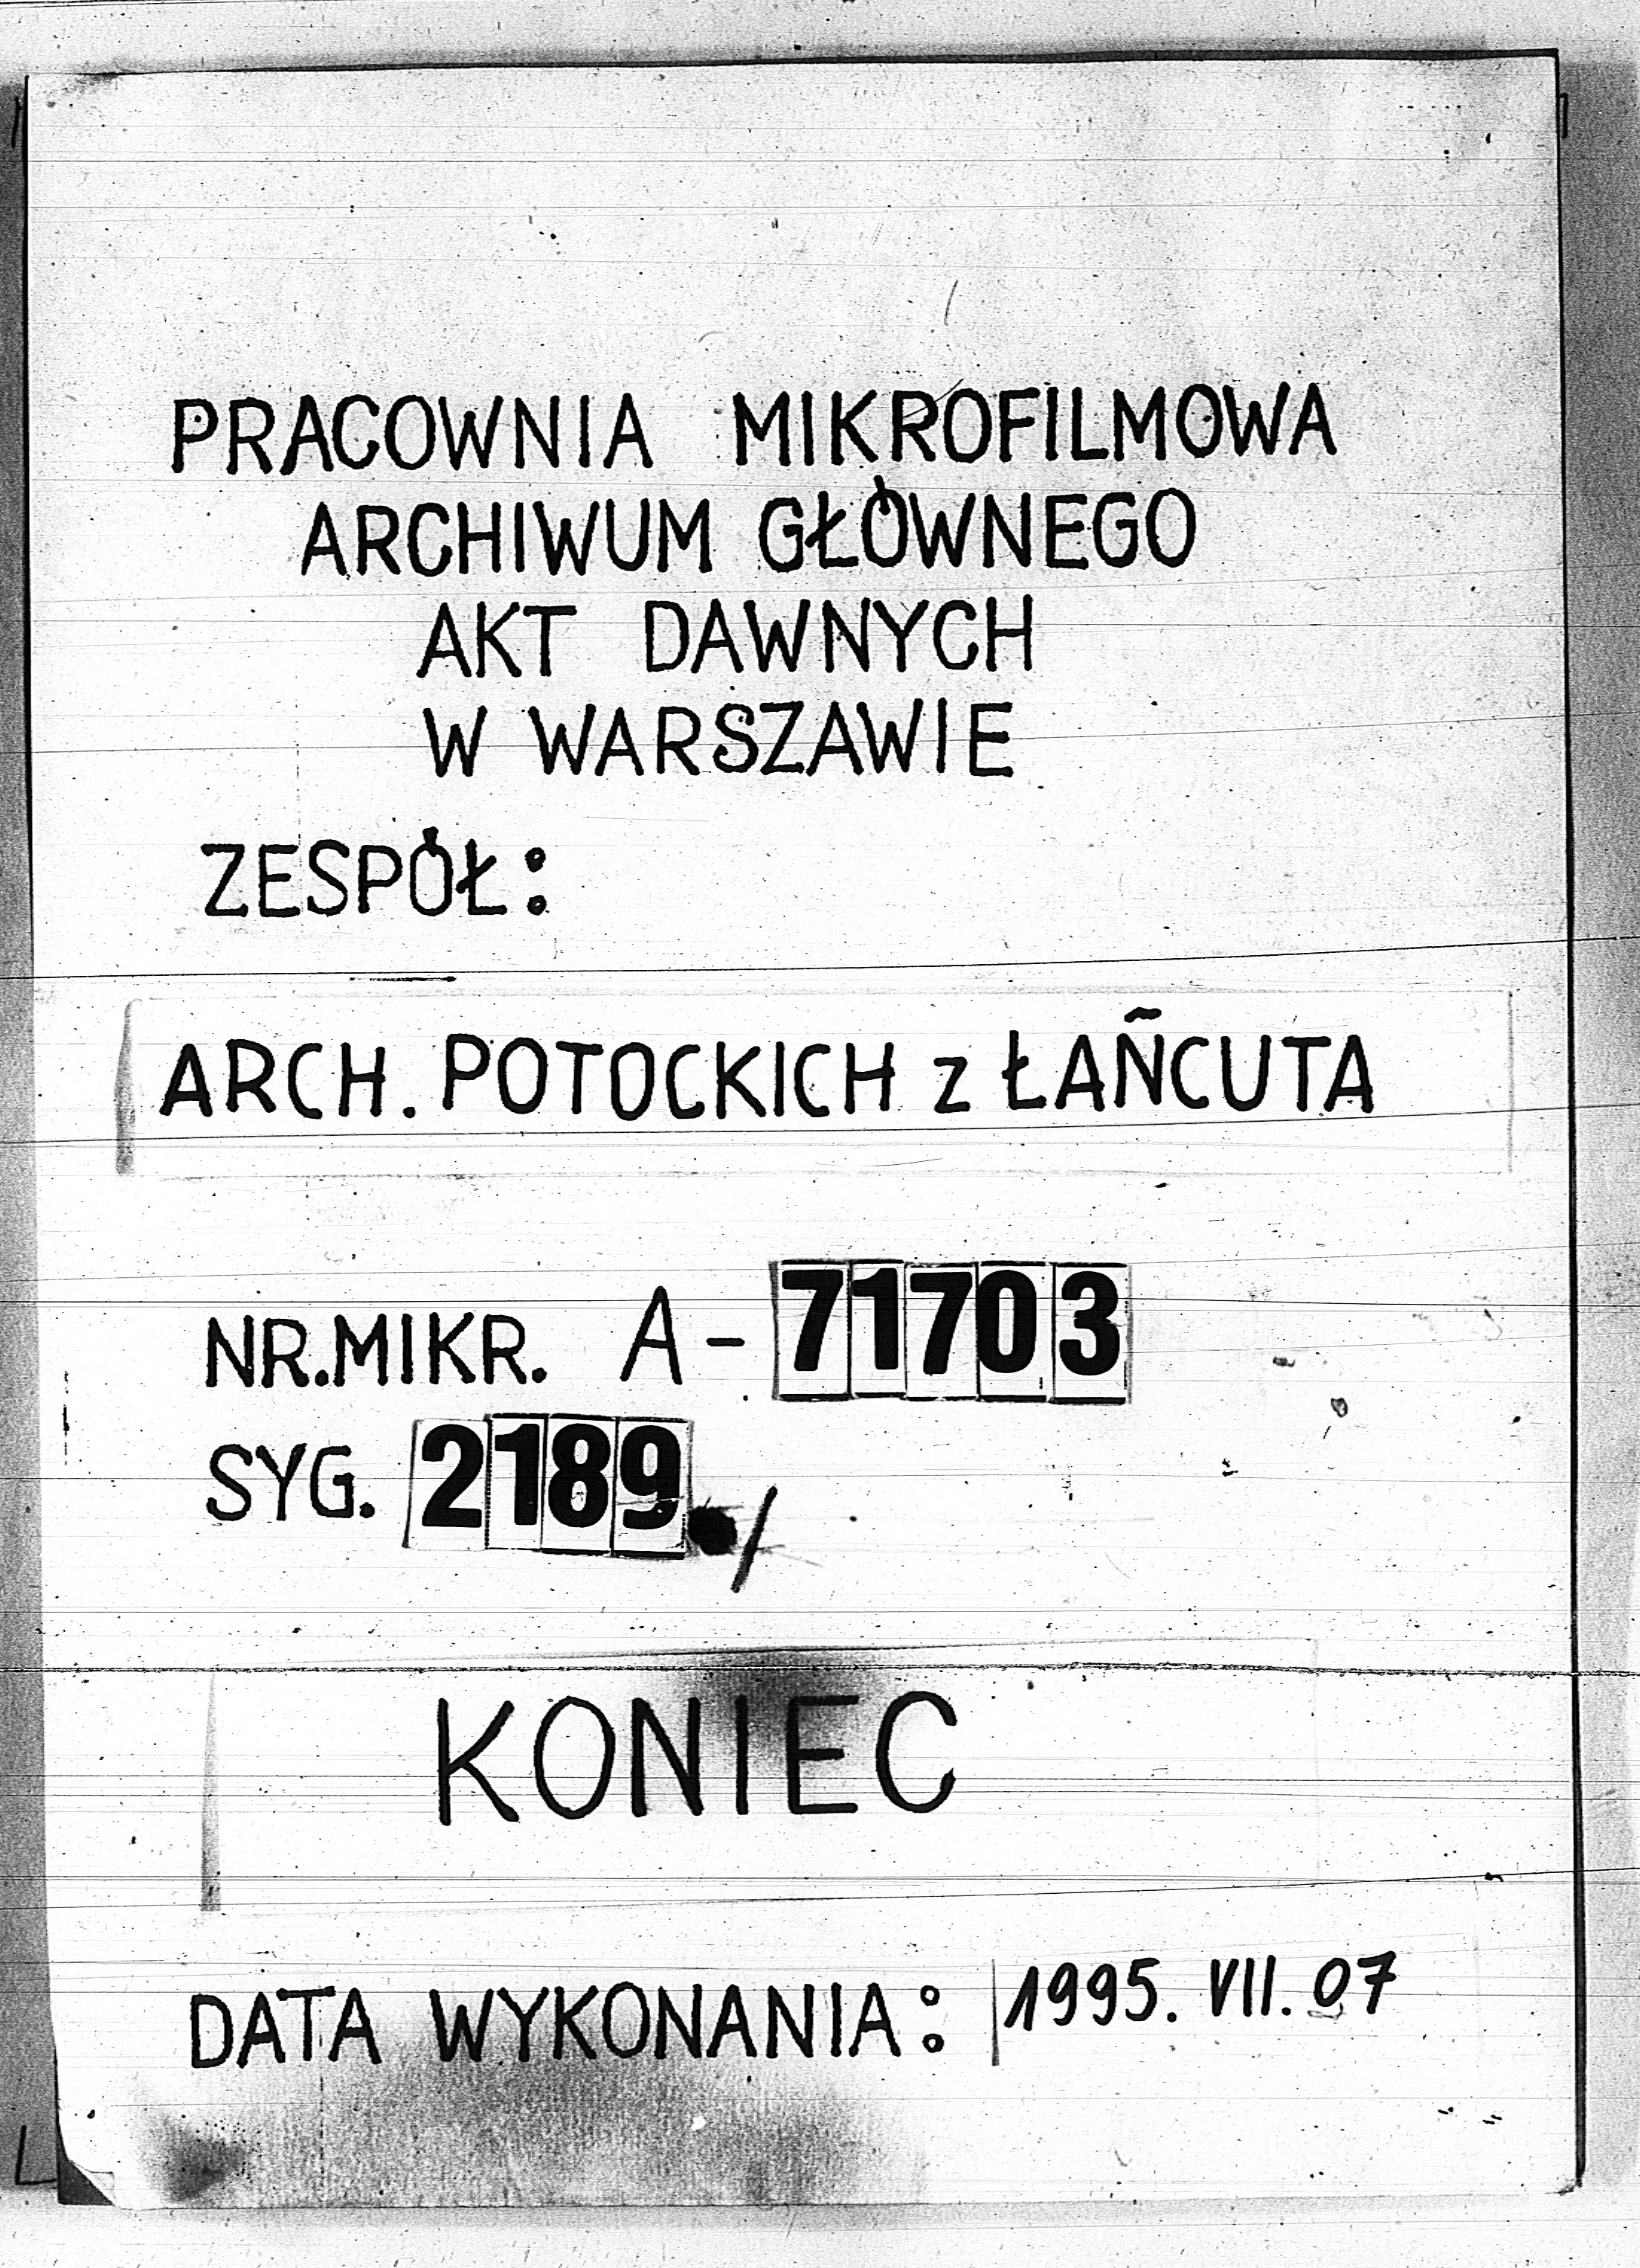 PRACOWNIA MIKROFILMOWA
ARCHIWUM GŁÓWNEGO
AKT DAWNYCH
W WARSZAWIE
ZESPÓŁ:
ARCH. POTOCKICH z ŁAŃCUTA
NR.MIKR. A-71703
SYG. 2189./
KONIEC
DATA WYKONANIA: 1995. VII. 07